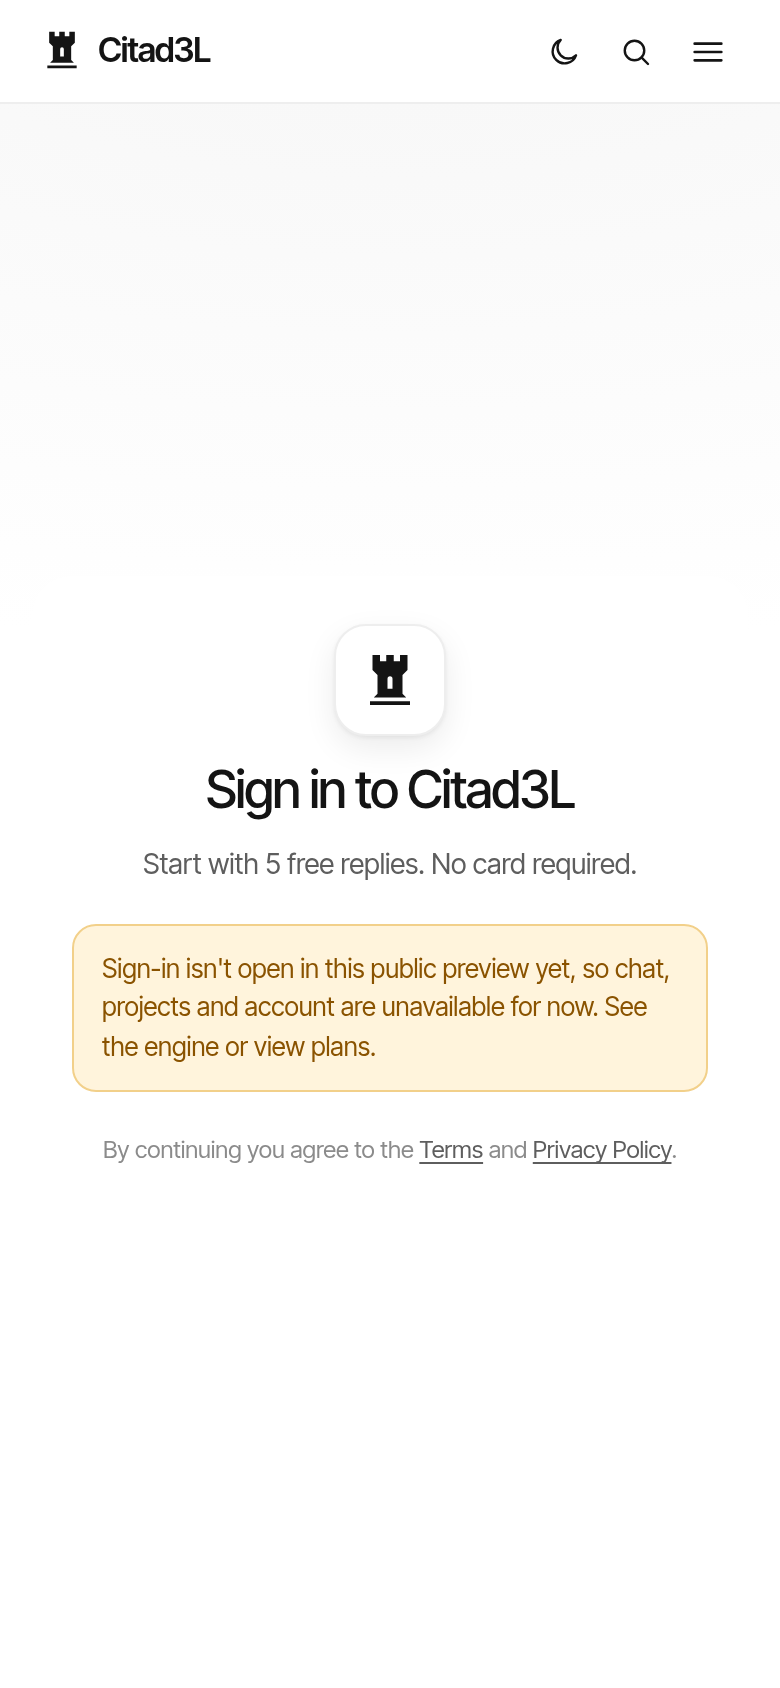 Citad3L
Sign in to Citad3L
Start with 5 free replies. No card required.
Sign-in isn't open in this public preview yet, so chat,
projects and account are unavailable for now. See
the engine or view plans.
By continuing you agree to the Terms and Privacy Policy.